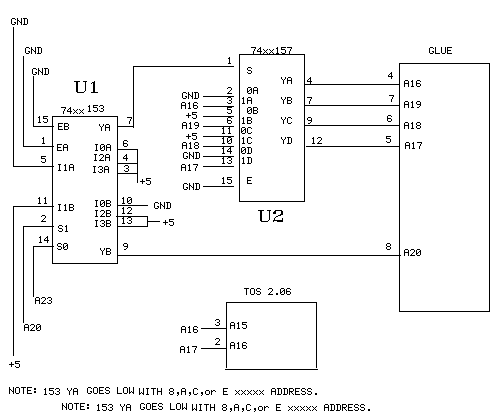 GND
GND
GND
U1
74xx 153
15 EB YA 7
1 EA I0A 6
I2A 4
5 I1A I3A 3
+5
11 I1B I0B 10 GND
I2B 12
2 S1 I3B 13 +5
14 S0
YB 9
A23
A20
+5
74xx157
1 S
YA 4
GND 2 0A
A16 3 1A
YB 7
+5 5 0B
A19 6 1B
YC 9
+5 11 0C
A18 10 1C
YD 12
GND 14 0D
A17 13 1D
GND 15 E
U2
GLUE
4 A16
7 A19
6 A18
5 A17
8 A20
TOS 2.06
A16 3 A15
A17 2 A16
NOTE: 153 YA GOES LOW WITH 8,A,C,or E xxxxx ADDRESS.
NOTE: 153 YA GOES LOW WITH 8,A,C,or E xxxxx ADDRESS.